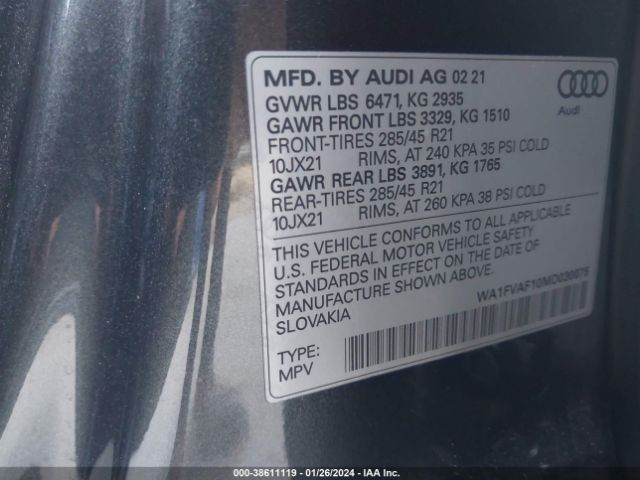 MFD. BY AUDI AG 02 21
GVWR LBS 6471, KG 2935
GAWR FRONT LBS 3329, KG 1510
FRONT-TIRES 285/45 R21
10JX21 RIMS, AT 240 KPA 35 PSI COLD
GAWR REAR LBS 3891, KG 1765
REAR-TIRES 285/45 R21
10JX21 RIMS, AT 260 KPA 38 PSI COLD
Audi
THIS VEHICLE CONFORMS TO ALL APPLICABLE
U.S. FEDERAL MOTOR VEHICLE SAFETY
STANDARDS IN EFFECT ON THE DATE OF
MANUFACTURE SHOWN ABOVE.
SLOVAKIA
WA1FVAF10MD030075
TYPE:
MPV
000-38611119 - 01/26/2024 - IAA Inc.